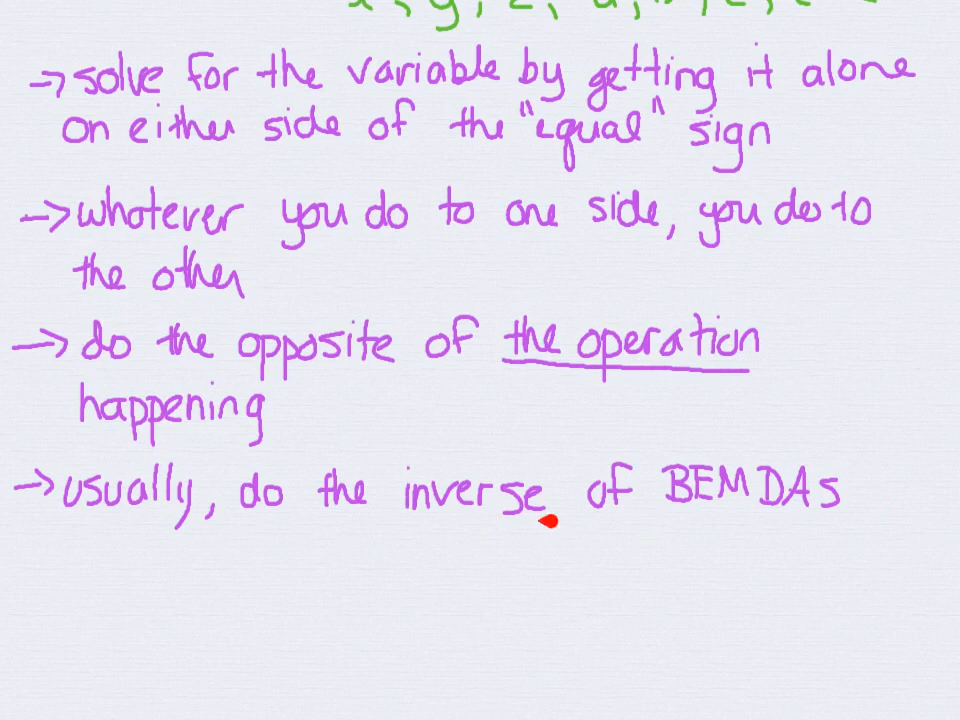 → solve for the variable by getting it alone
on either side of the "equal" sign
→ whatever you do to one side, you do to
the other
→ do the opposite of the operation
happening
→ usually, do the inverse of BEMDAS